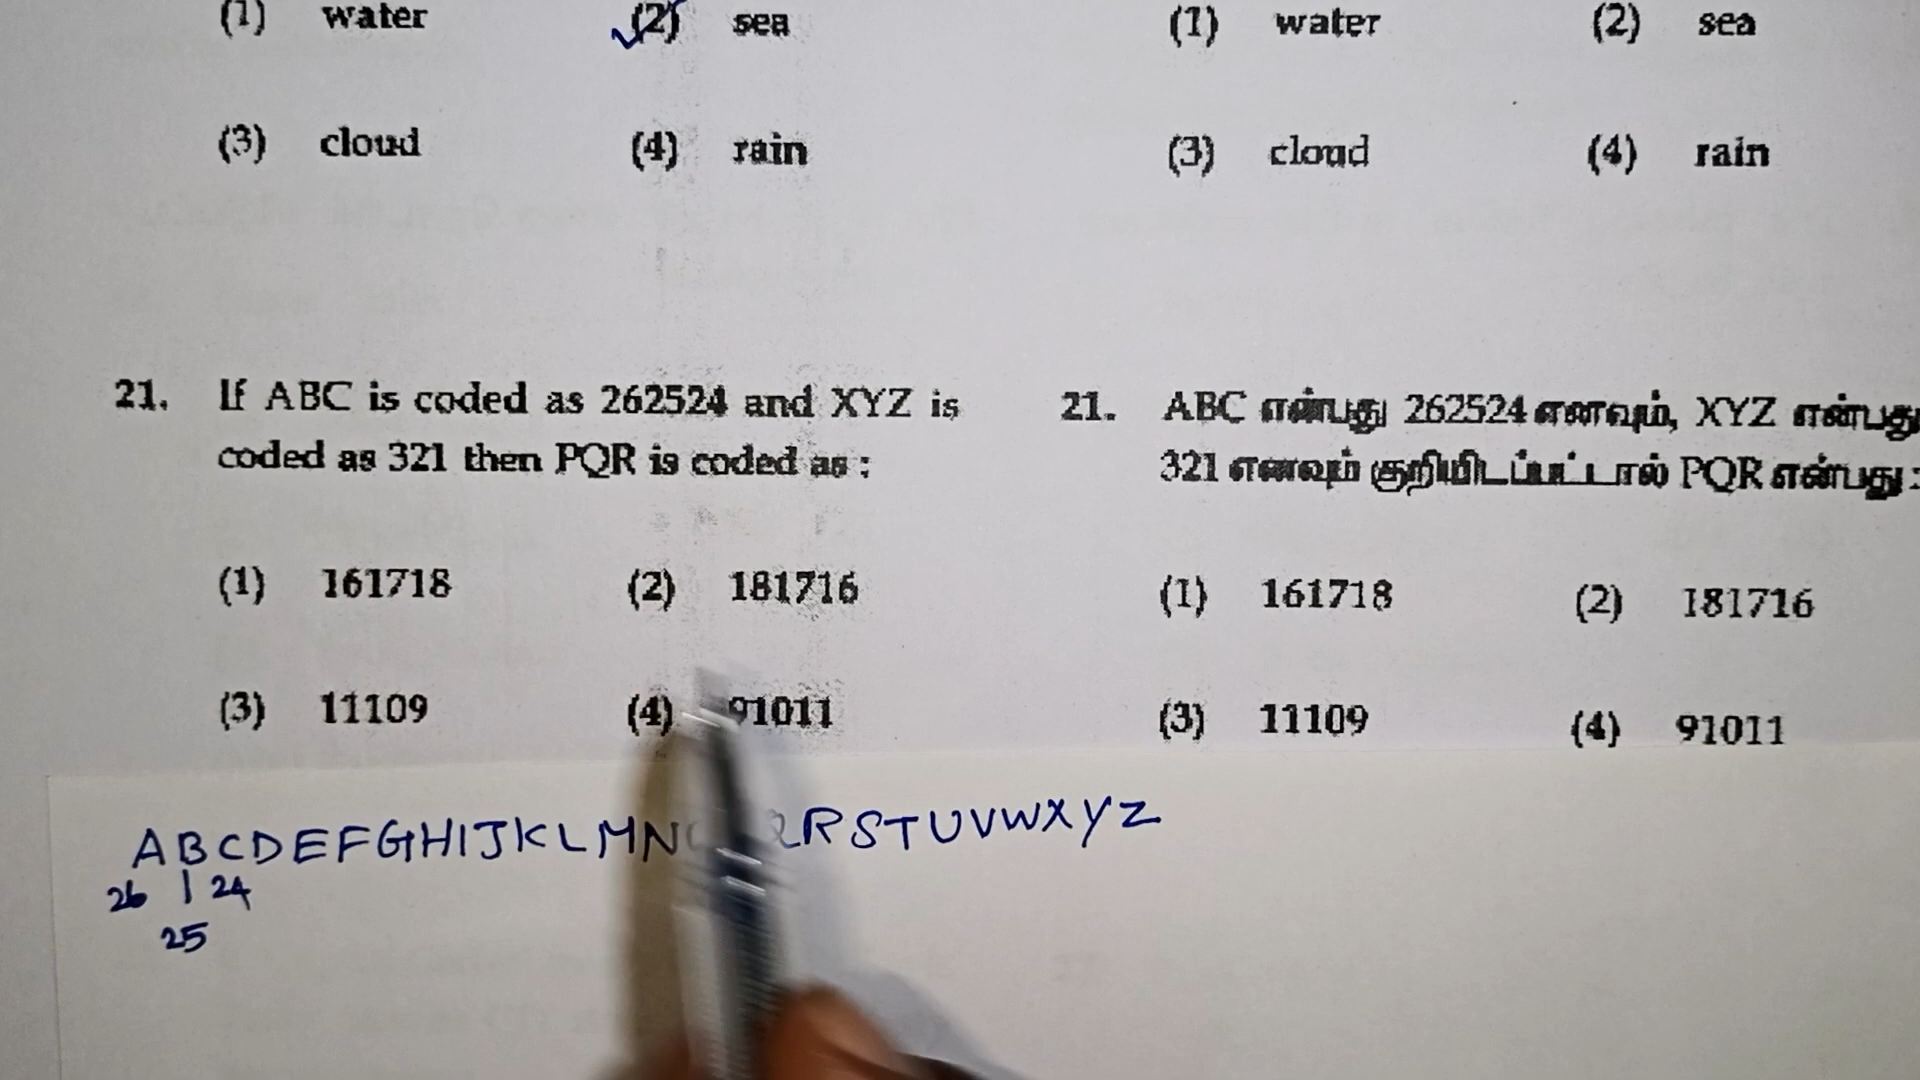 (1) water (2) sea
(3) cloud (4) rain
21. If ABC is coded as 262524 and XYZ is
coded as 321 then PQR is coded as :
(1) 161718 (2) 181716
(3) 11109 (4) 91011
(1) water (2) sea
(3) cloud (4) rain
21. ABC என்பது 262524 எனவும், XYZ என்பது
321 எனவும் குறியிடப்பட்டால் PQR என்பது :
(1) 161718 (2) 181716
(3) 11109 (4) 91011
A B C D E F G H I J K L M N R S T U V W X Y Z
26 24
25